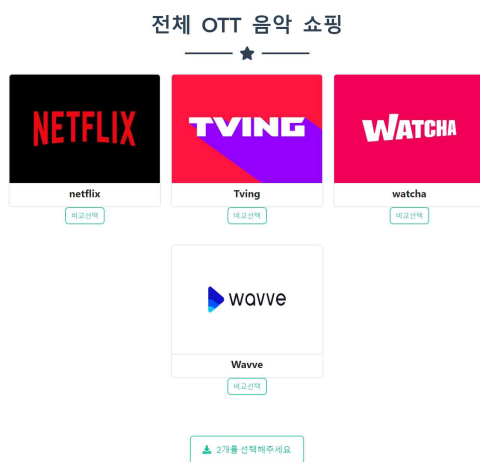 전체 OTT 음악 쇼핑
NETFLIX
TVING
WATCHA
netflix
Tving
watcha
비교선택
비교선택
비교선택
wavve
Wavve
비교선택
2개를 선택해주세요